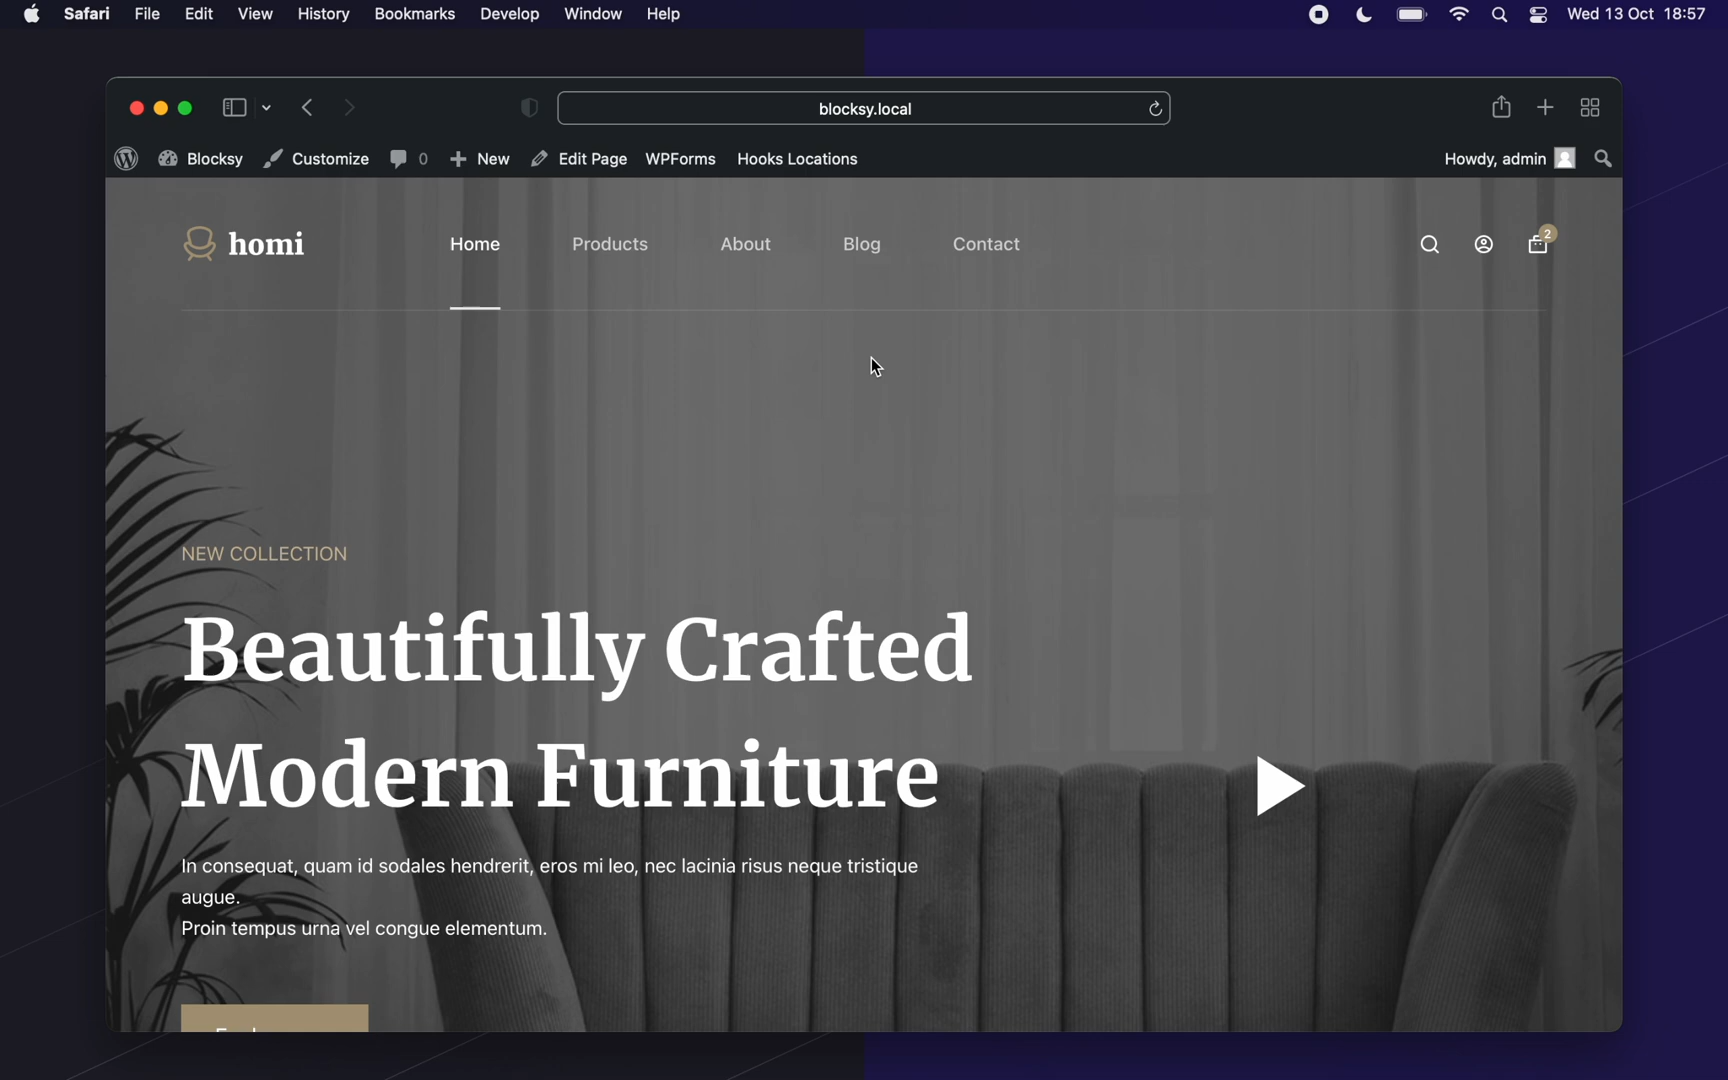 Safari File Edit View History Bookmarks Develop Window Help Wed 13 Oct 18:57
blocksy.local
Blocksy Customize 0 New Edit Page WPForms Hooks Locations Howdy, admin
homi Home Products About Blog Contact 2
NEW COLLECTION
Beautifully Crafted
Modern Furniture
In consequat, quam id sodales hendrerit, eros mi leo, nec lacinia risus neque tristique
augue.
Proin tempus urna vel congue elementum.